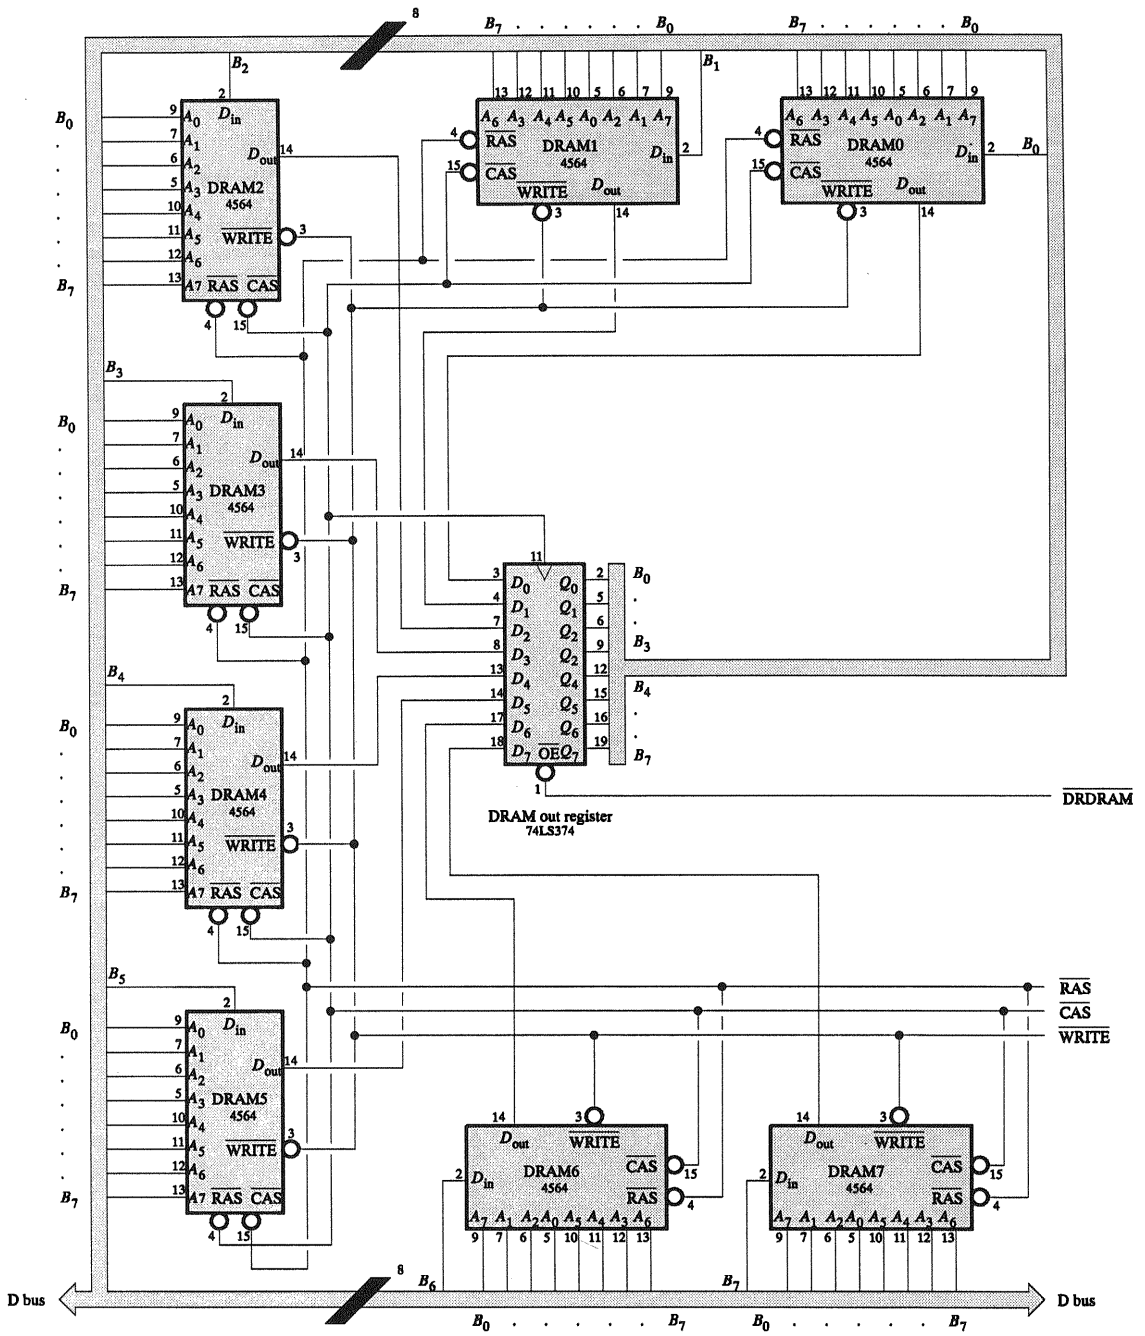 8
B7 . . . . . B0
B7 . . . . . B0
B2
B1
2
13 12 11 10 5 6 7 9
13 12 11 10 5 6 7 9
B0
.
.
.
.
.
B7
9 A0 Din
7 A1
6 A2
5 A3
10 A4
11 A5
12 A6
13 A7
Dout 14
DRAM2
4564
WRITE 3
RAS CAS
4 15
A6 A3 A4 A5 A0 A2 A1 A7
4 RAS
15 CAS
DRAM1
4564
Din 2
WRITE Dout
3 14
A6 A3 A4 A5 A0 A2 A1 A7
4 RAS
15 CAS
DRAM0
4564
Din 2 B0
WRITE Dout
3 14
B3
2
B0
.
.
.
.
.
B7
9 A0 Din
7 A1
6 A2
5 A3
10 A4
11 A5
12 A6
13 A7
Dout 14
DRAM3
4564
WRITE 3
RAS CAS
4 15
11
3 D0 Q0 2 B0
4 D1 Q1 5 .
7 D2 Q2 6 .
8 D3 Q2 9 B3
13 D4 Q4 12 B4
14 D5 Q5 15 .
17 D6 Q6 16 .
18 D7 OE Q7 19 B7
1
DRDRAM
DRAM out register
74LS374
B4
2
B0
.
.
.
.
.
B7
9 A0 Din
7 A1
6 A2
5 A3
10 A4
11 A5
12 A6
13 A7
Dout 14
DRAM4
4564
WRITE 3
RAS CAS
4 15
B5
2
RAS
CAS
WRITE
B0
.
.
.
.
.
B7
9 A0 Din
7 A1
6 A2
5 A3
10 A4
11 A5
12 A6
13 A7
Dout 14
DRAM5
4564
WRITE 3
RAS CAS
4 15
14 3
Dout WRITE
2 Din
DRAM6
4564
CAS 15
RAS 4
A7 A1 A2 A0 A5 A4 A3 A6
9 7 6 5 10 11 12 13
14 3
Dout WRITE
2 Din
DRAM7
4564
CAS 15
RAS 4
A7 A1 A2 A0 A5 A4 A3 A6
9 7 6 5 10 11 12 13
8
B6
B7
D bus
D bus
B0 . . . . . B7
B0 . . . . . B7